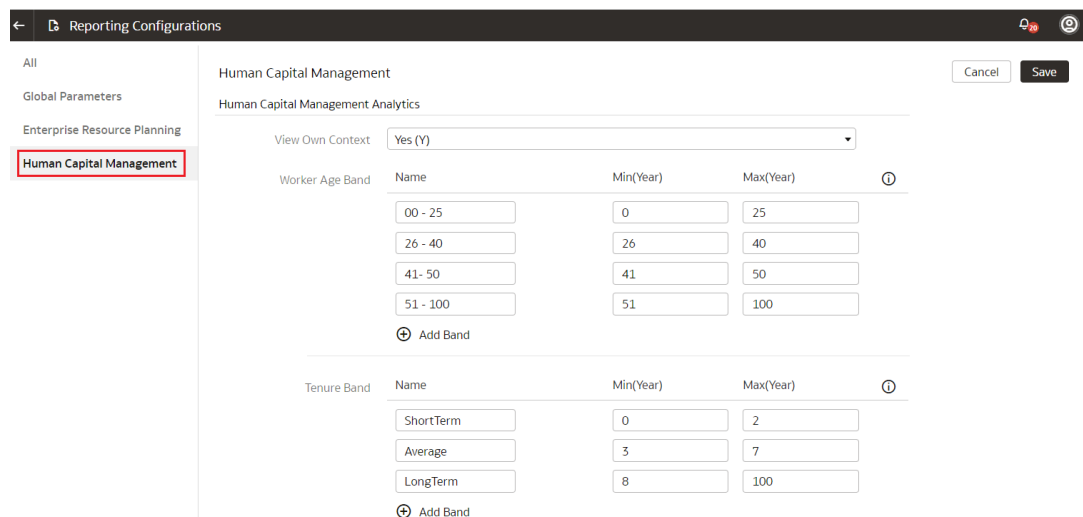 Reporting Configurations
20
All
Global Parameters
Enterprise Resource Planning
Human Capital Management
Human Capital Management
Cancel
Save
Human Capital Management Analytics
View Own Context Yes (Y)
Worker Age Band Name Min(Year) Max(Year)
00 - 25 0 25
26 - 40 26 40
41- 50 41 50
51 - 100 51 100
Add Band
Tenure Band Name Min(Year) Max(Year)
ShortTerm 0 2
Average 3 7
LongTerm 8 100
Add Band